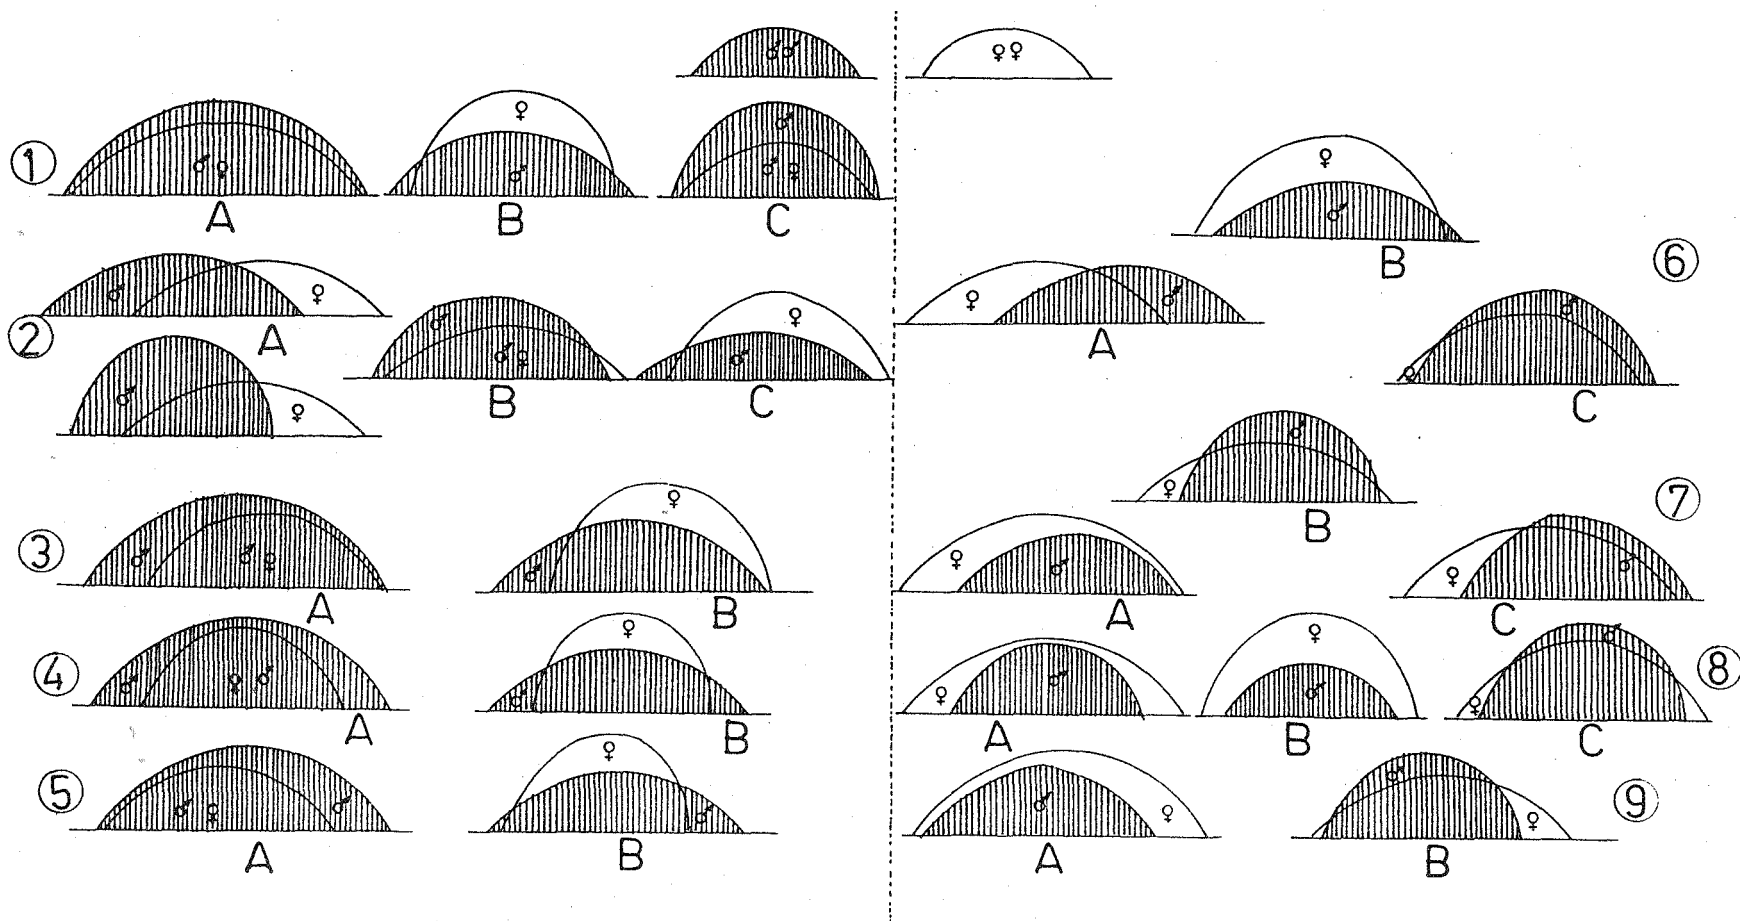 ♂♂ ♀♀
① ♂♀ A ♀ ♂ B ♂ ♂♀ C
② ♂ ♀ A ♂ ♂♀ B ♀ ♂ C
♂ ♀
③ ♂ ♂♀ A ♀ ♂ B
④ ♂ ♀♂ A ♀ ♂ B
⑤ ♂♀ ♂ A ♀ ♂ B
♀ ♂ B ⑥
♀ ♂ A ♂ ♀ C
♂ ♀ B ⑦
♀ ♂ A ♀ ♂ C
♀ ♂ A ♀ ♂ B ♂ ♀ C ⑧
♂ ♀ A ♂ ♀ B ⑨